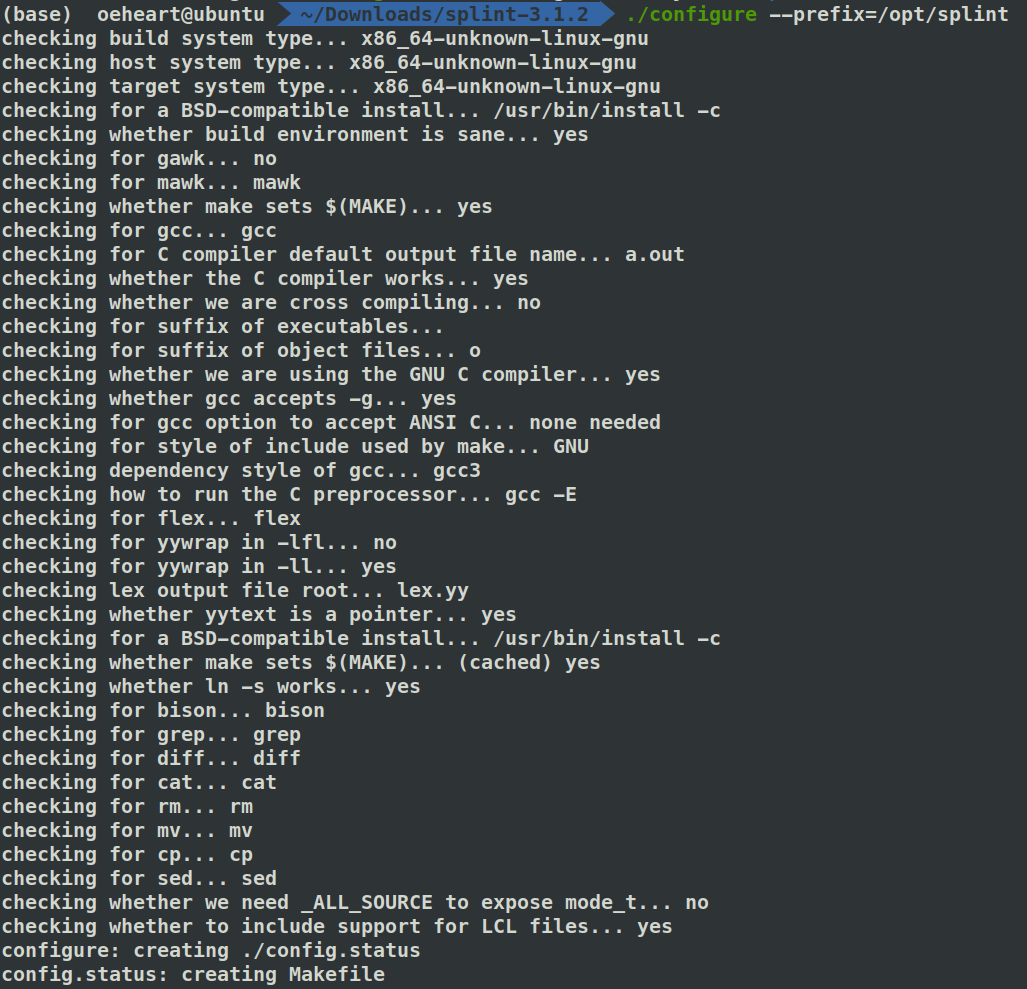 (base) oeheart@ubuntu ~/Downloads/splint-3.1.2 ./configure --prefix=/opt/splint
checking build system type... x86_64-unknown-linux-gnu
checking host system type... x86_64-unknown-linux-gnu
checking target system type... x86_64-unknown-linux-gnu
checking for a BSD-compatible install... /usr/bin/install -c
checking whether build environment is sane... yes
checking for gawk... no
checking for mawk... mawk
checking whether make sets $(MAKE)... yes
checking for gcc... gcc
checking for C compiler default output file name... a.out
checking whether the C compiler works... yes
checking whether we are cross compiling... no
checking for suffix of executables...
checking for suffix of object files... o
checking whether we are using the GNU C compiler... yes
checking whether gcc accepts -g... yes
checking for gcc option to accept ANSI C... none needed
checking for style of include used by make... GNU
checking dependency style of gcc... gcc3
checking how to run the C preprocessor... gcc -E
checking for flex... flex
checking for yywrap in -lfl... no
checking for yywrap in -ll... yes
checking lex output file root... lex.yy
checking whether yytext is a pointer... yes
checking for a BSD-compatible install... /usr/bin/install -c
checking whether make sets $(MAKE)... (cached) yes
checking whether ln -s works... yes
checking for bison... bison
checking for grep... grep
checking for diff... diff
checking for cat... cat
checking for rm... rm
checking for mv... mv
checking for cp... cp
checking for sed... sed
checking whether we need _ALL_SOURCE to expose mode_t... no
checking whether to include support for LCL files... yes
configure: creating ./config.status
config.status: creating Makefile